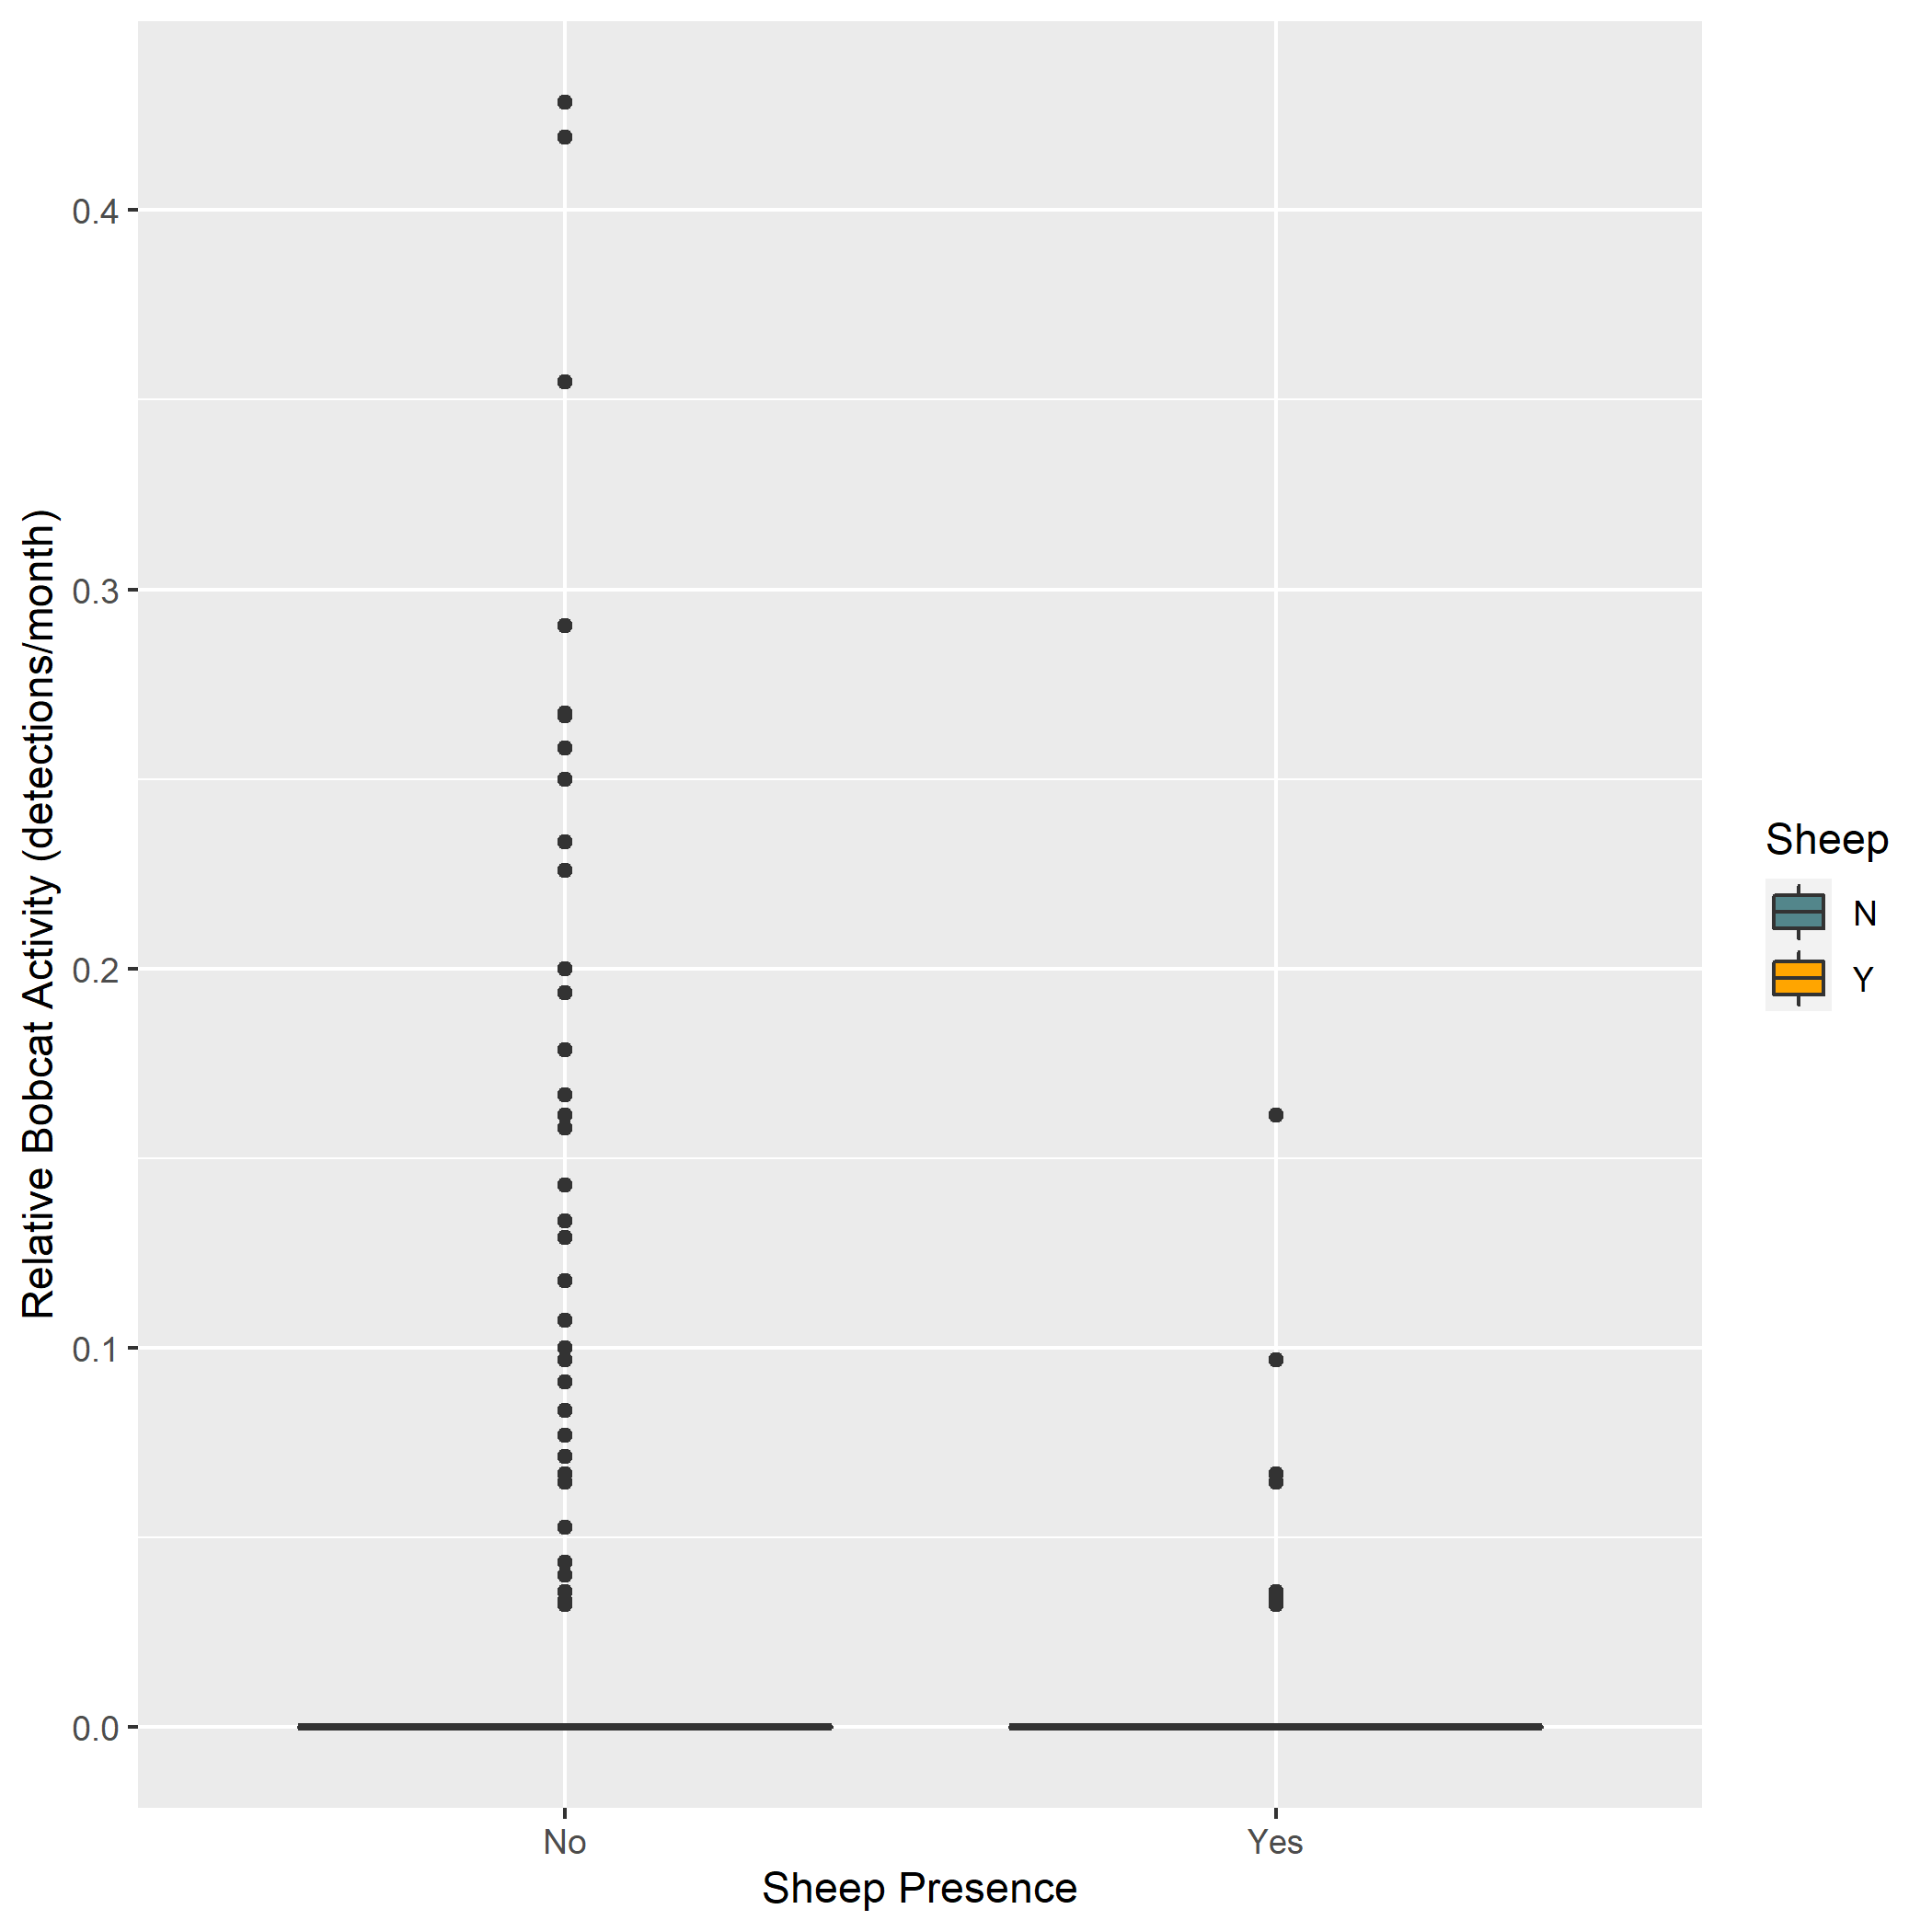 Relative Bobcat Activity (detections/month)
0.4
0.3
0.2
0.1
0.0
No
Yes
Sheep Presence
Sheep
N
Y